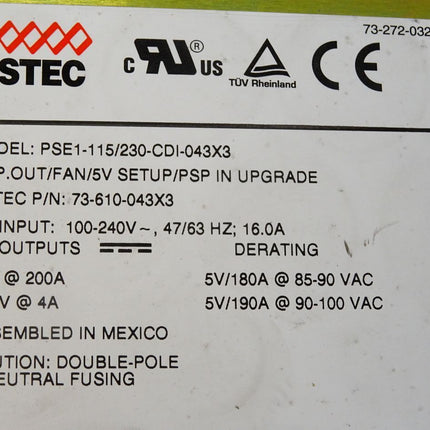 73-272-032
STEC
c RU® US
TÜV Rheinland
CE
DEL: PSE1-115/230-CDI-043X3
P.OUT/FAN/5V SETUP/PSP IN UPGRADE
TEC P/N: 73-610-043X3
INPUT: 100-240V~, 47/63 HZ; 16.0A
OUTPUTS DERATING
@ 200A 5V/180A @ 85-90 VAC
V @ 4A 5V/190A @ 90-100 VAC
SEMBLED IN MEXICO
UTION: DOUBLE-POLE
EUTRAL FUSING